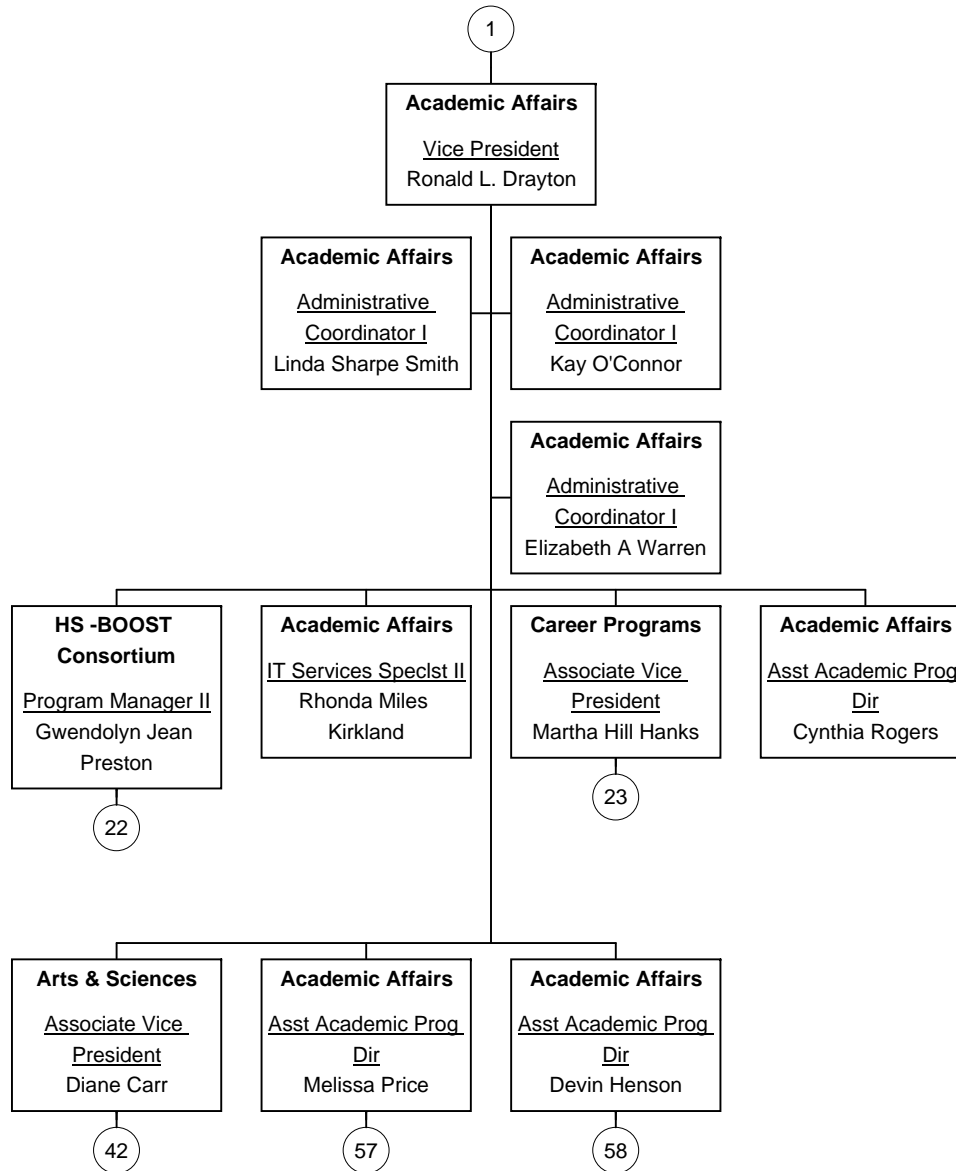 1
Academic Affairs
Vice President
Ronald L. Drayton
Academic Affairs
Administrative
Coordinator I
Linda Sharpe Smith
Academic Affairs
Administrative
Coordinator I
Kay O'Connor
Academic Affairs
Administrative
Coordinator I
Elizabeth A Warren
HS -BOOST
Consortium
Program Manager II
Gwendolyn Jean
Preston
22
Academic Affairs
IT Services Speclst II
Rhonda Miles
Kirkland
Career Programs
Associate Vice
President
Martha Hill Hanks
23
Academic Affairs
Asst Academic Prog
Dir
Cynthia Rogers
Arts & Sciences
Associate Vice
President
Diane Carr
42
Academic Affairs
Asst Academic Prog
Dir
Melissa Price
57
Academic Affairs
Asst Academic Prog
Dir
Devin Henson
58